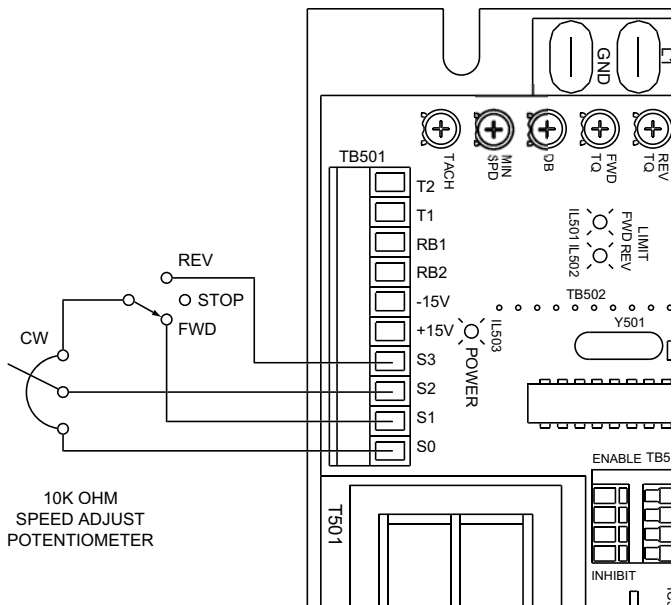 GND
L1
TACH
MIN
SPD
DB
FWD
TQ
REV
TQ
TB501
T2
T1
RB1
RB2
-15V
+15V
S3
S2
S1
S0
REV
STOP
FWD
CW
10K OHM
SPEED ADJUST
POTENTIOMETER
LIMIT
FWD REV
IL501 IL502
TB502
IL503
POWER
Y501
ENABLE TB5
INHIBIT
T501